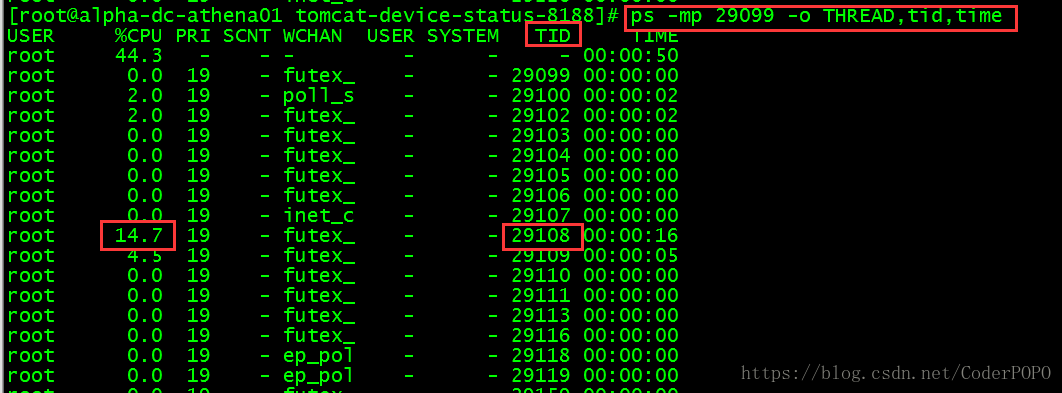 [root@alpha-dc-athena01 tomcat-device-status-8188]# ps -mp 29099 -o THREAD,tid,time
USER %CPU PRI SCNT WCHAN USER SYSTEM TID TIME
root 44.3 - - - - - - 00:00:50
root 0.0 19 - futex_ - - 29099 00:00:00
root 2.0 19 - poll_s - - 29100 00:00:02
root 2.0 19 - futex_ - - 29102 00:00:02
root 0.0 19 - futex_ - - 29103 00:00:00
root 0.0 19 - futex_ - - 29104 00:00:00
root 0.0 19 - futex_ - - 29105 00:00:00
root 0.0 19 - futex_ - - 29106 00:00:00
root 0.0 19 - inet_c - - 29107 00:00:00
root 14.7 19 - futex_ - - 29108 00:00:16
root 4.5 19 - futex_ - - 29109 00:00:05
root 0.0 19 - futex_ - - 29110 00:00:00
root 0.0 19 - futex_ - - 29111 00:00:00
root 0.0 19 - futex_ - - 29113 00:00:00
root 0.0 19 - futex_ - - 29116 00:00:00
root 0.0 19 - ep_pol - - 29118 00:00:00
root 0.0 19 - ep_pol - - 29119 00:00:00
https://blog.csdn.net/CoderPOPO